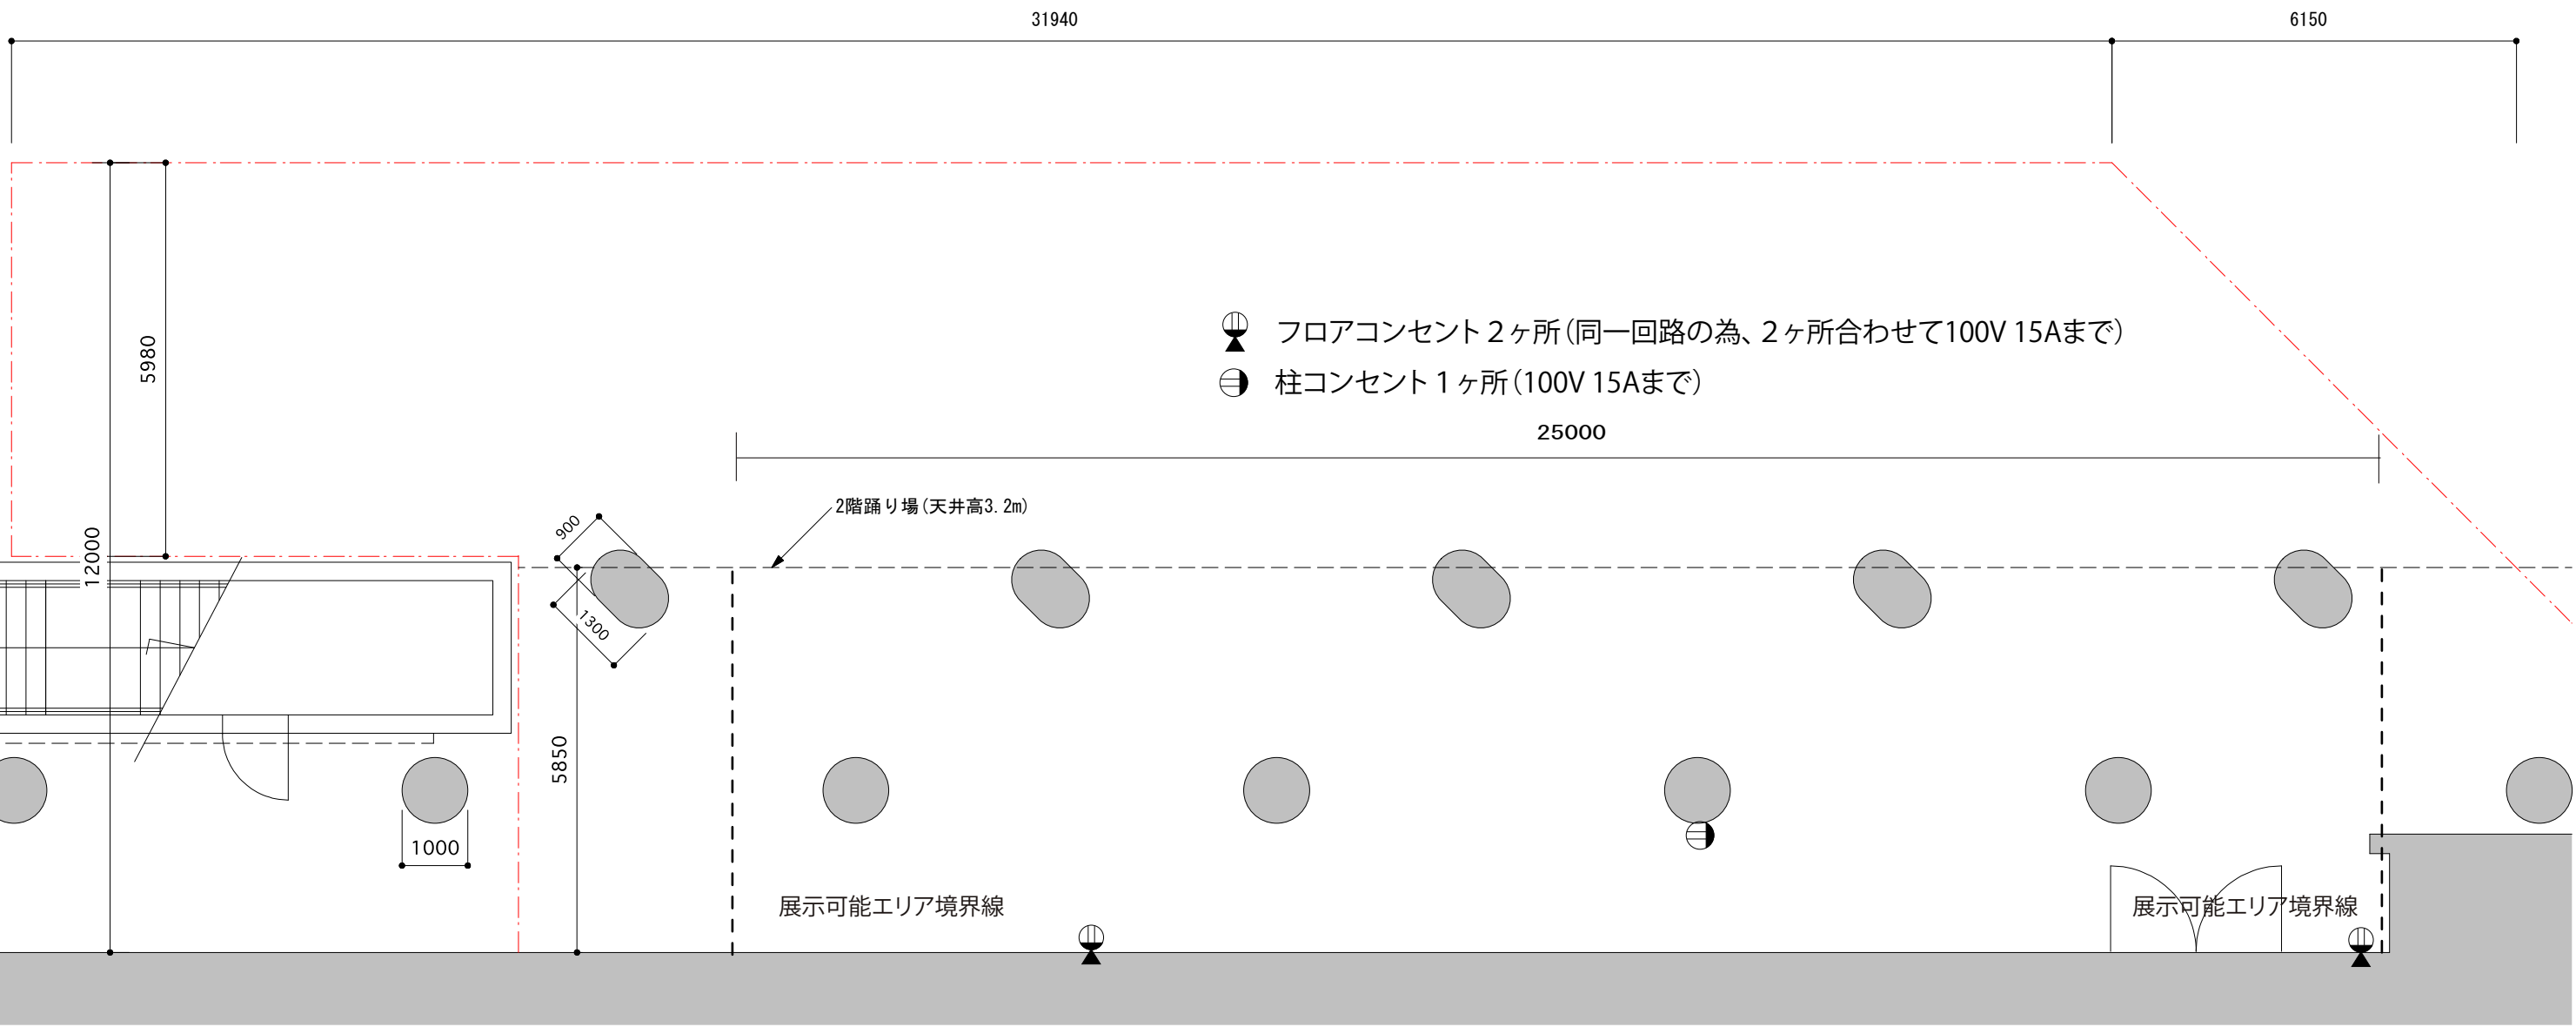 31940
6150
フロアコンセント２ヶ所（同一回路の為、２ヶ所合わせて100V 15Aまで）
5980
柱コンセント１ヶ所（100V 15Aまで）
25000
2階踊り場(天井高3.2m)
900
12000
1300
5850
1000
展示可能エリア境界線
展示可能エリア境界線